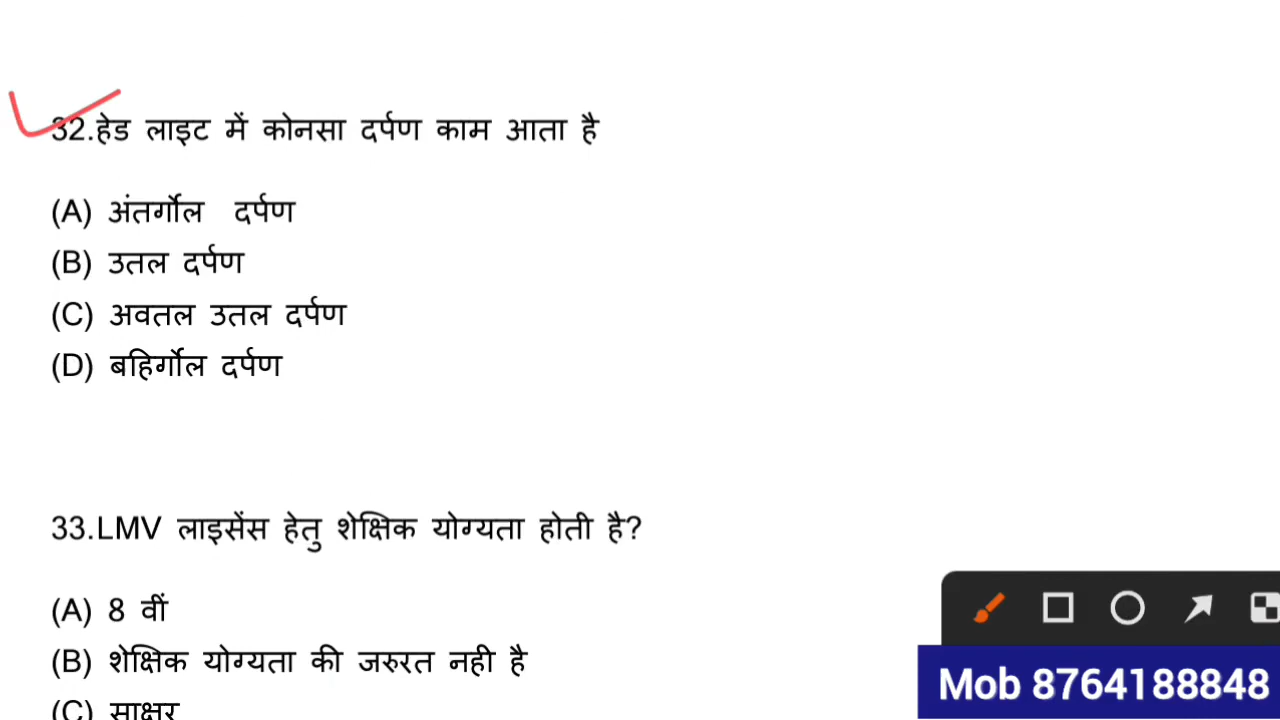 32.हेड लाइट में कोनसा दर्पण काम आता है
(A) अंतर्गोल दर्पण
(B) उतल दर्पण
(C) अवतल उतल दर्पण
(D) बहिर्गोल दर्पण
33.LMV लाइसेंस हेतु शेक्षिक योग्यता होती है?
(A) 8 वीं
(B) शेक्षिक योग्यता की जरुरत नही है
(C) साक्षर
Mob 8764188848